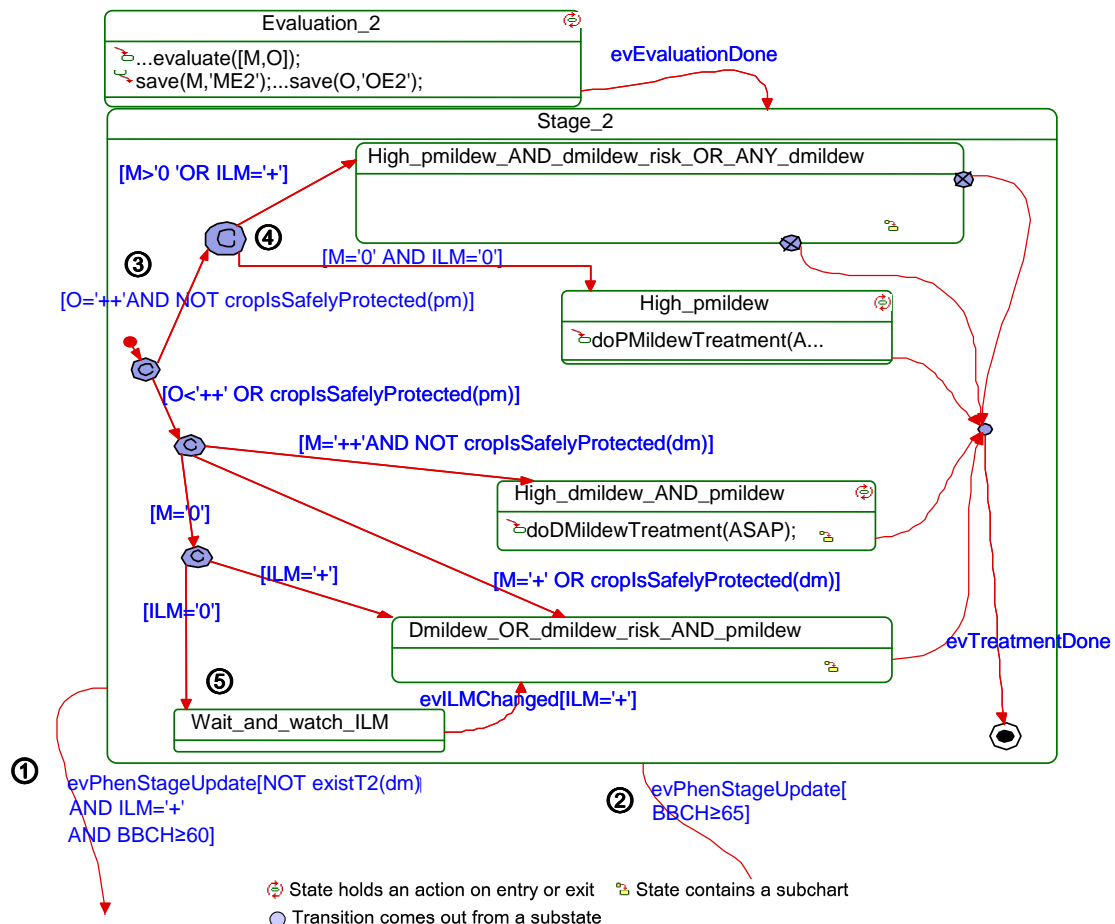 Evaluation_2
...evaluate([M,O]);
save(M,'ME2');...save(O,'OE2');
evEvaluationDone
Stage_2
High_pmildew_AND_dmildew_risk_OR_ANY_dmildew
[M>'0 'OR ILM='+']
C
④
③
[M='0' AND ILM='0']
[O='++'AND NOT cropIsSafelyProtected(pm)]
High_pmildew
doPMildewTreatment(A...
C
[O<'++' OR cropIsSafelyProtected(pm)]
C
[M='++'AND NOT cropIsSafelyProtected(dm)]
High_dmildew_AND_pmildew
doDMildewTreatment(ASAP);
[M='0']
C
[ILM='+']
[M='+' OR cropIsSafelyProtected(dm)]
[ILM='0']
Dmildew_OR_dmildew_risk_AND_pmildew
evTreatmentDone
⑤
evILMChanged[ILM='+']
Wait_and_watch_ILM
①
evPhenStageUpdate[NOT existT2(dm)
AND ILM='+'
AND BBCH≥60]
②
evPhenStageUpdate[
BBCH≥65]
State holds an action on entry or exit
State contains a subchart
Transition comes out from a substate